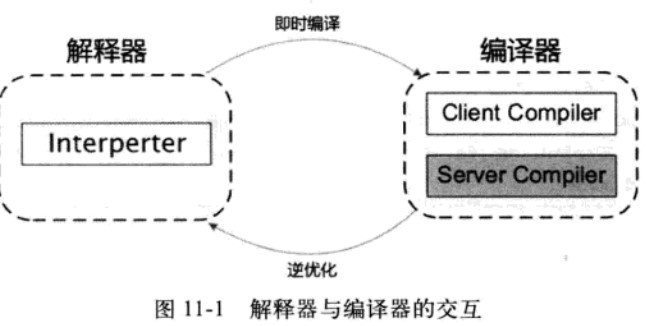 即时编译
解释器
编译器
Interperter
Client Compiler
Server Compiler
逆优化
图 11-1 解释器与编译器的交互